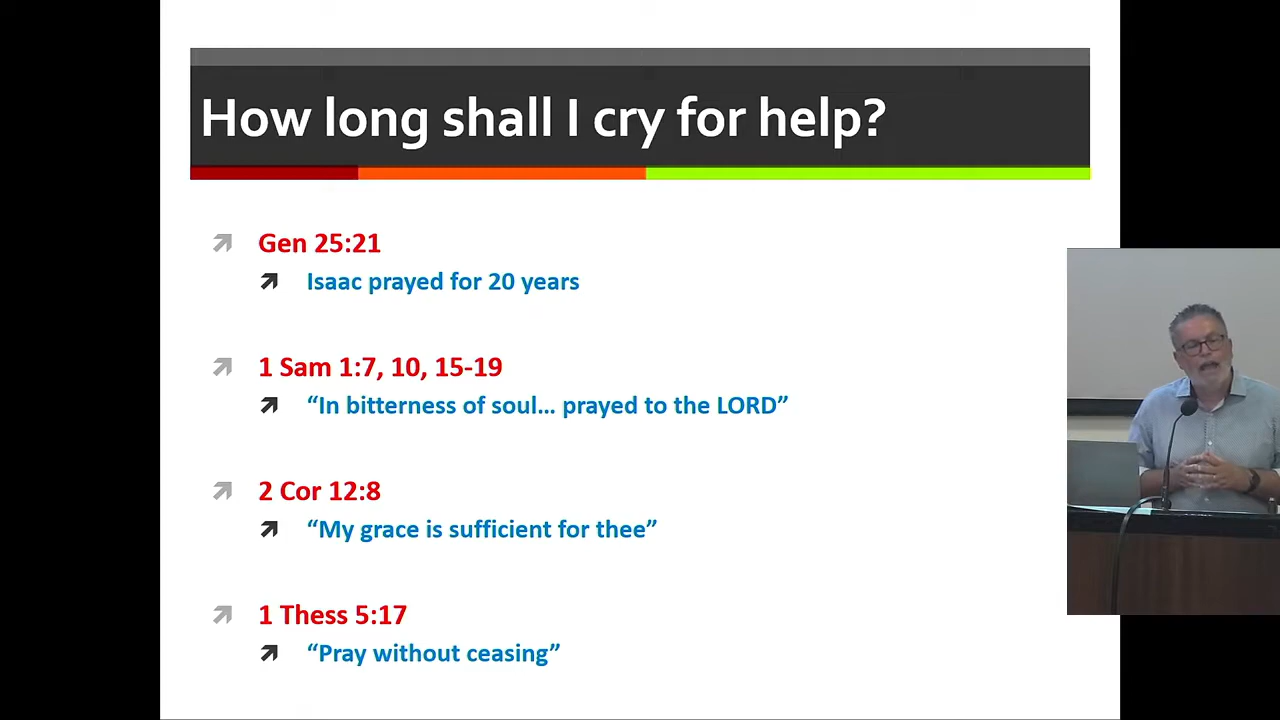 How long shall I cry for help?
Gen 25:21
Isaac prayed for 20 years
1 Sam 1:7, 10, 15-19
“In bitterness of soul… prayed to the LORD”
2 Cor 12:8
“My grace is sufficient for thee”
1 Thess 5:17
“Pray without ceasing”